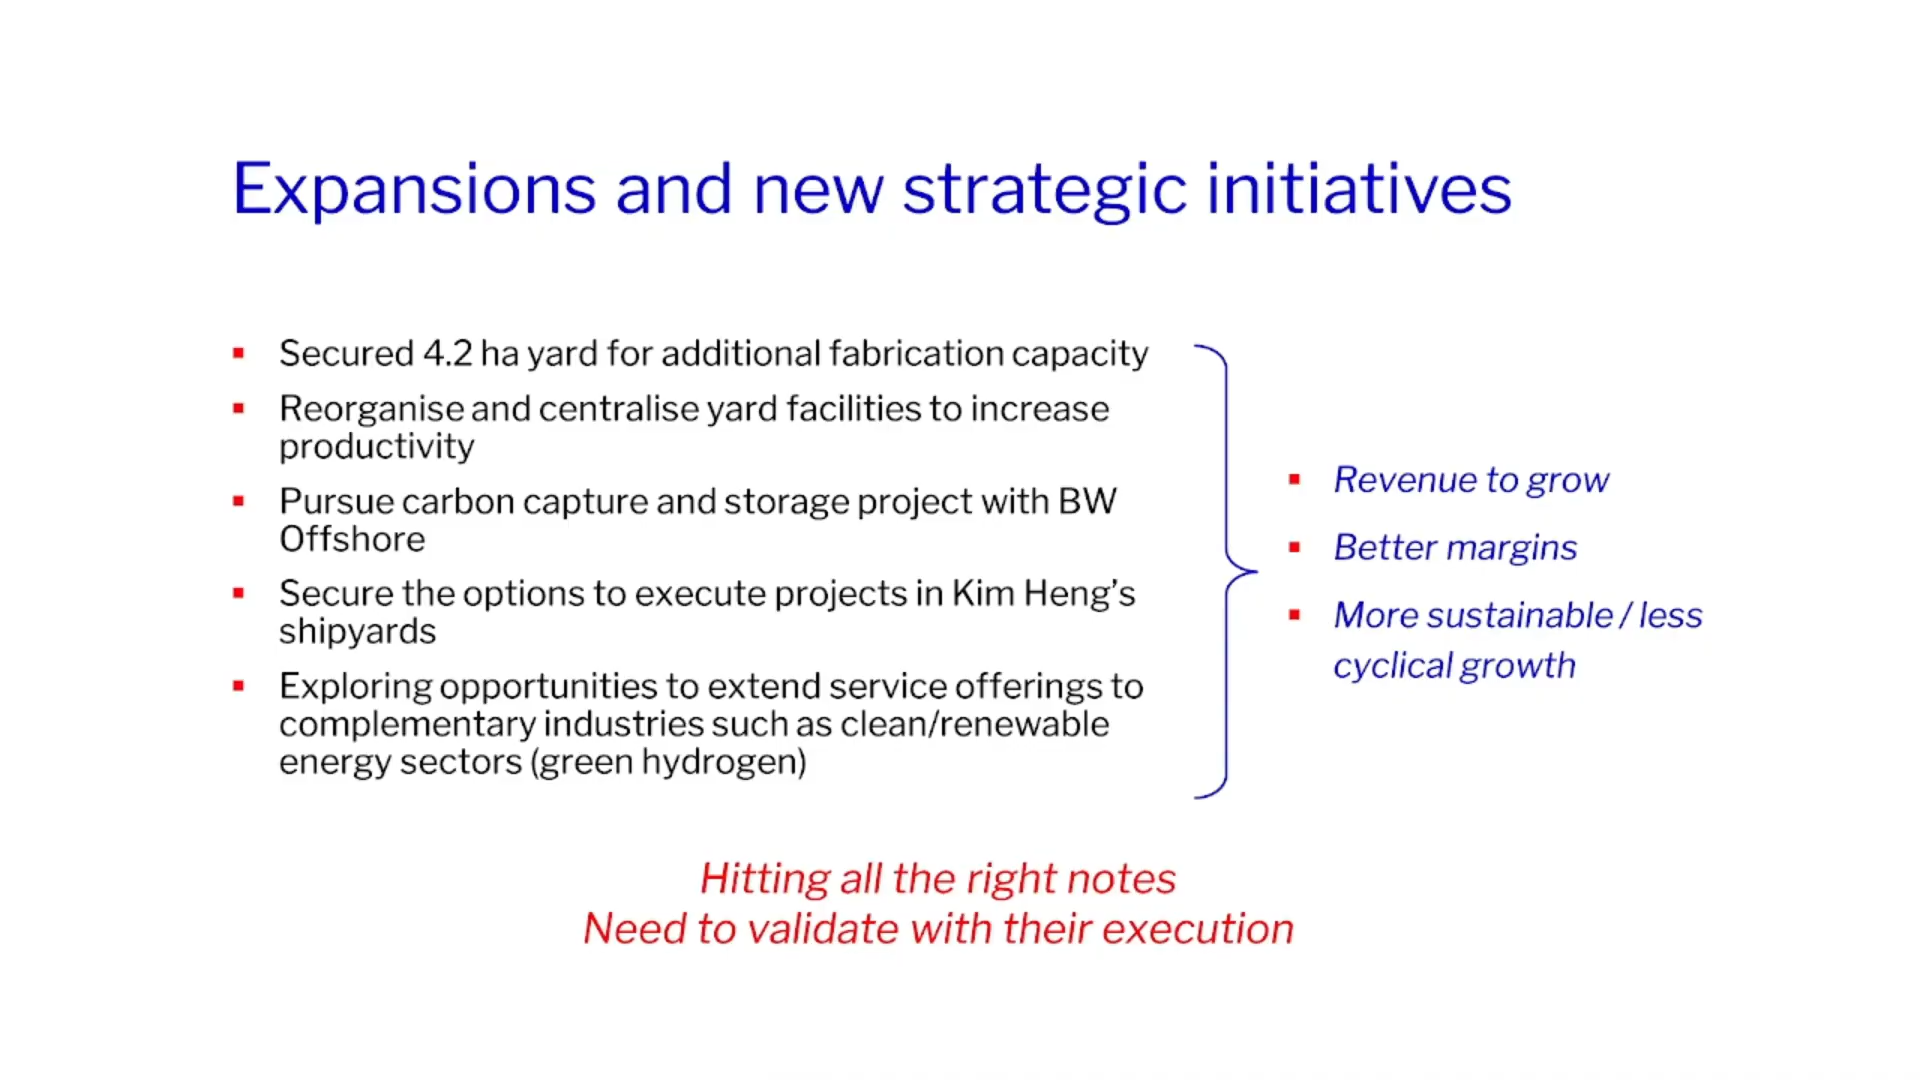 Expansions and new strategic initiatives
Secured 4.2 ha yard for additional fabrication capacity
Reorganise and centralise yard facilities to increase
productivity
Pursue carbon capture and storage project with BW
Offshore
Secure the options to execute projects in Kim Heng’s
shipyards
Exploring opportunities to extend service offerings to
complementary industries such as clean/renewable
energy sectors (green hydrogen)
Revenue to grow
Better margins
More sustainable / less
cyclical growth
Hitting all the right notes
Need to validate with their execution